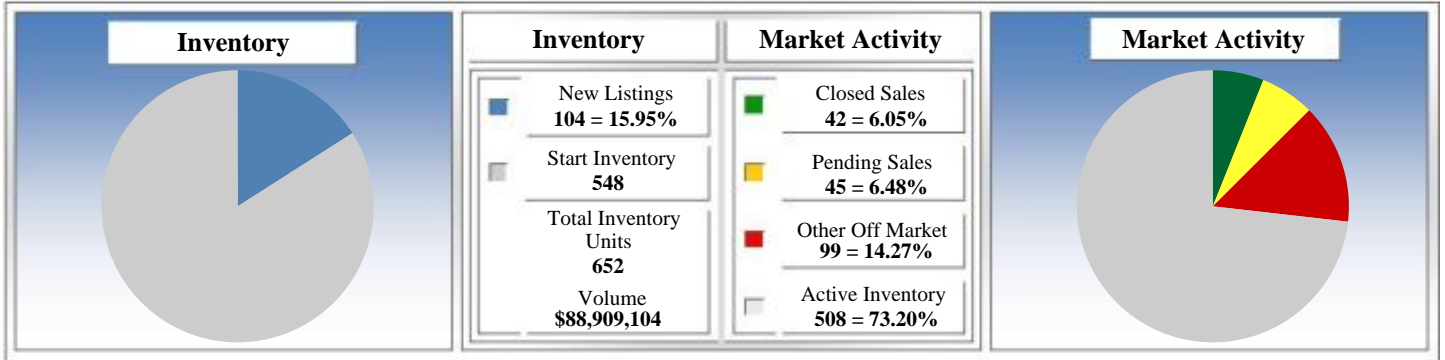 Inventory
Inventory
Market Activity
New Listings
104 = 15.95%
Start Inventory
548
Total Inventory
Units
652
Volume
$88,909,104
Closed Sales
42 = 6.05%
Pending Sales
45 = 6.48%
Other Off Market
99 = 14.27%
Active Inventory
508 = 73.20%
Market Activity